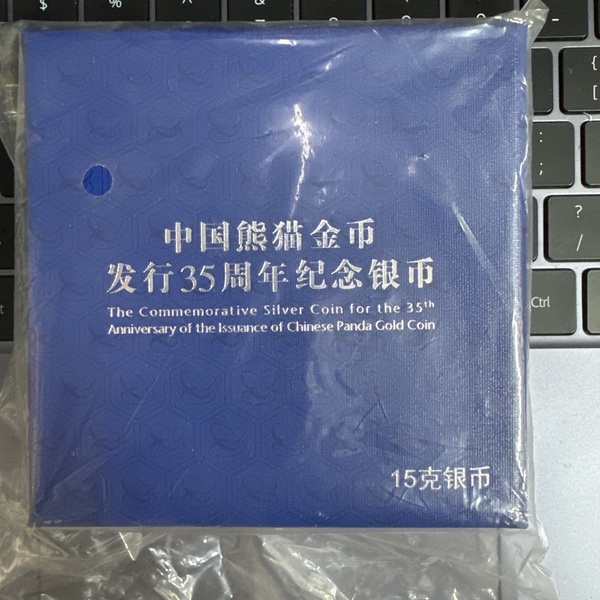 $
%
&
{
[
:
;
?
/
Ctrl
中国熊猫金币
发行35周年纪念银币
The Commemorative Silver Coin for the 35th
Anniversary of the Issuance of Chinese Panda Gold Coin
15克银币